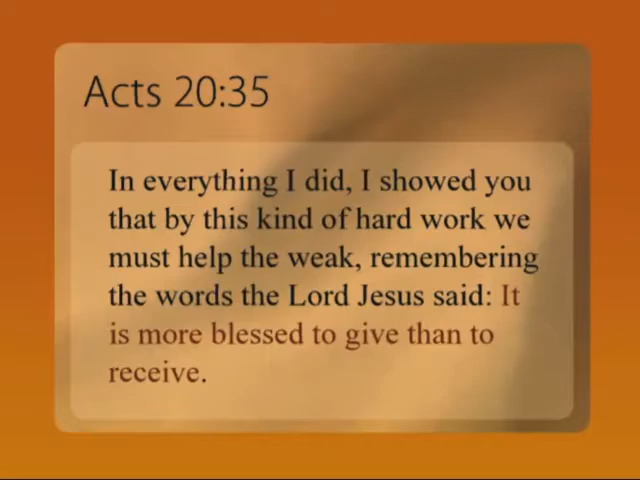 Acts 20:35
In everything I did, I showed you
that by this kind of hard work we
must help the weak, remembering
the words the Lord Jesus said: It
is more blessed to give than to
receive.